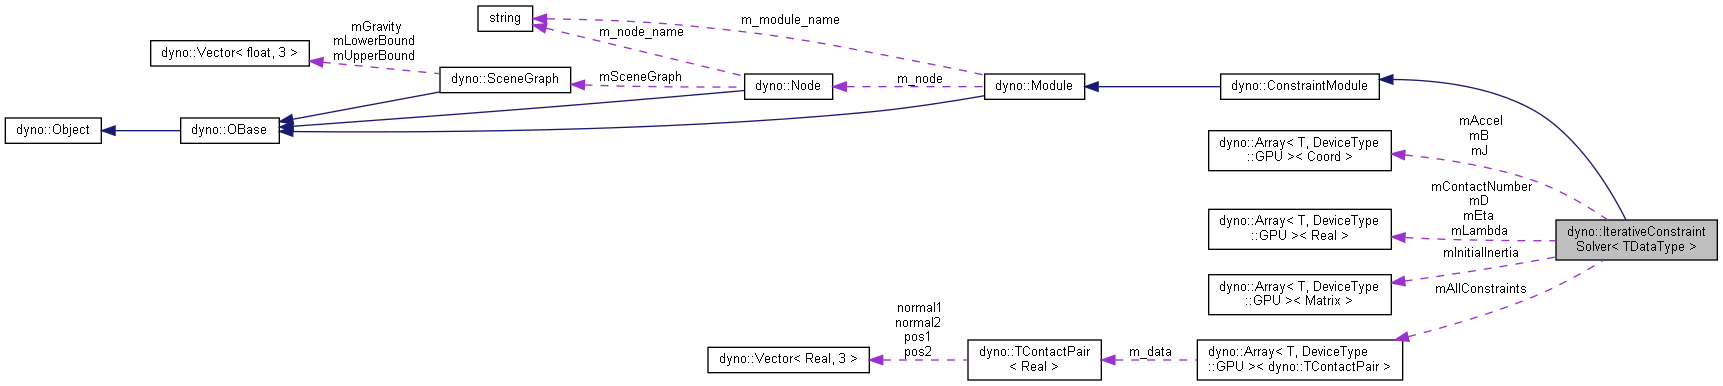 string
m_module_name
m_node_name
mGravity
mLowerBound
mUpperBound
dyno::Vector< float, 3 >
dyno::SceneGraph
mSceneGraph
dyno::Node
m_node
dyno::Module
dyno::ConstraintModule
dyno::Object
dyno::OBase
mAccel
mB
mJ
dyno::Array< T, DeviceType
::GPU >< Coord >
mContactNumber
mD
mEta
mLambda
dyno::Array< T, DeviceType
::GPU >< Real >
dyno::IterativeConstraint
Solver< TDataType >
mInitialInertia
dyno::Array< T, DeviceType
::GPU >< Matrix >
mAllConstraints
normal1
normal2
pos1
pos2
dyno::Vector< Real, 3 >
dyno::TContactPair
< Real >
m_data
dyno::Array< T, DeviceType
::GPU >< dyno::TContactPair >